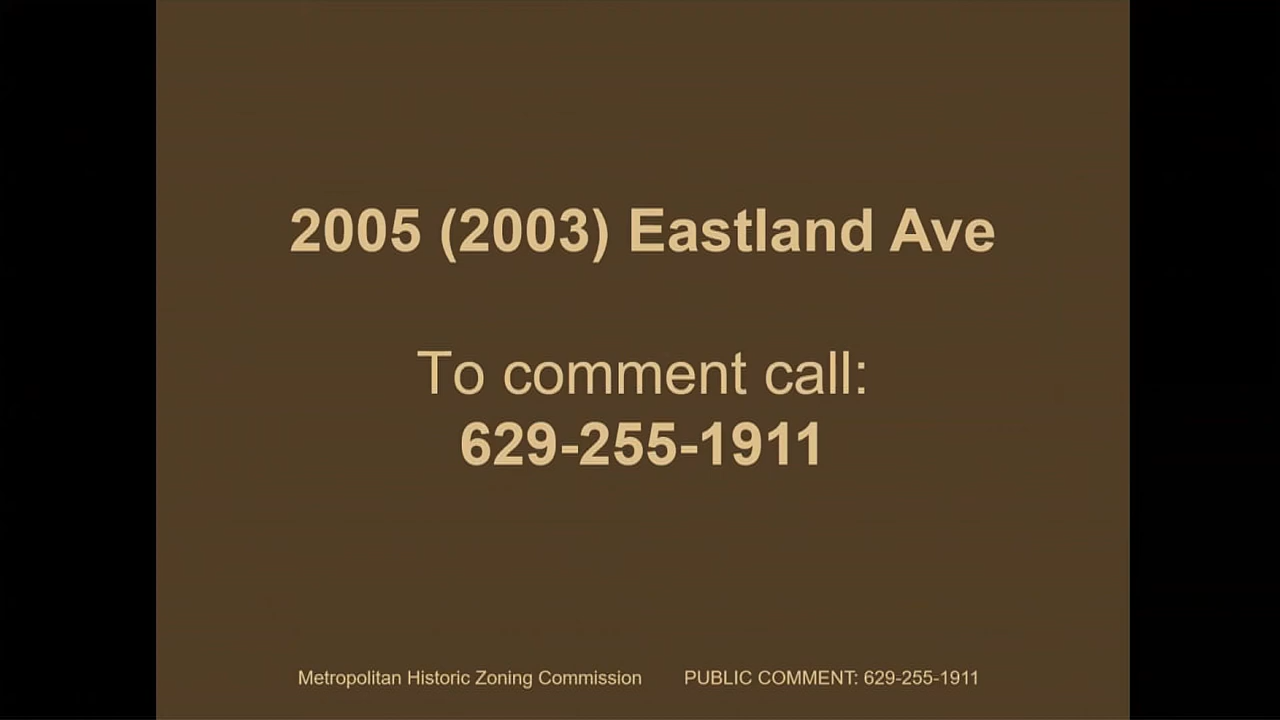 2005 (2003) Eastland Ave
To comment call:
629-255-1911
Metropolitan Historic Zoning Commission PUBLIC COMMENT: 629-255-1911